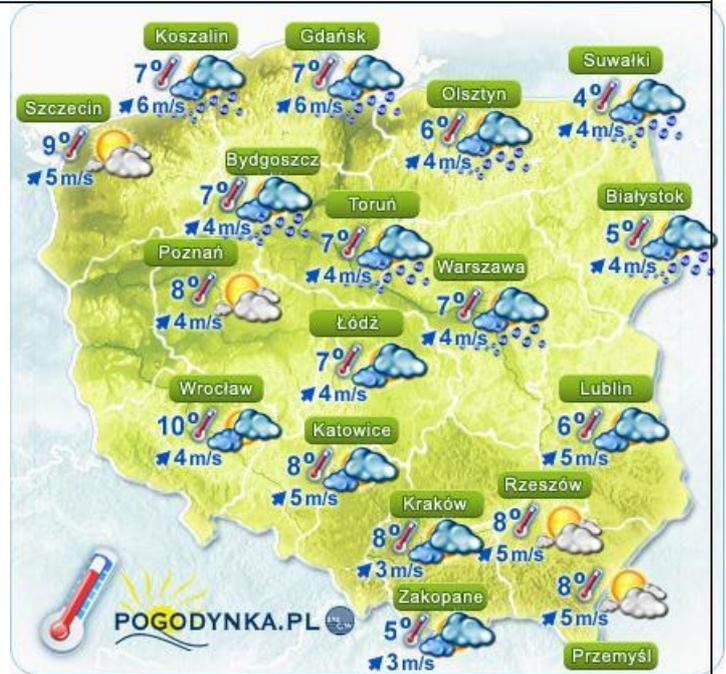 Koszalin
7°
6 m/s
Gdańsk
7°
6 m/s
Suwałki
4°
4 m/s
Szczecin
9°
5 m/s
Olsztyn
6°
4 m/s
Bydgoszcz
7°
4 m/s
Toruń
7°
4 m/s
Białystok
5°
4 m/s
Poznań
8°
4 m/s
Warszawa
7°
4 m/s
Łódź
7°
4 m/s
Wrocław
10°
4 m/s
Lublin
6°
5 m/s
Katowice
8°
5 m/s
Kraków
8°
3 m/s
Rzeszów
8°
5 m/s
Zakopane
5°
3 m/s
8°
5 m/s
Przemyśl
POGODYNKA.PL